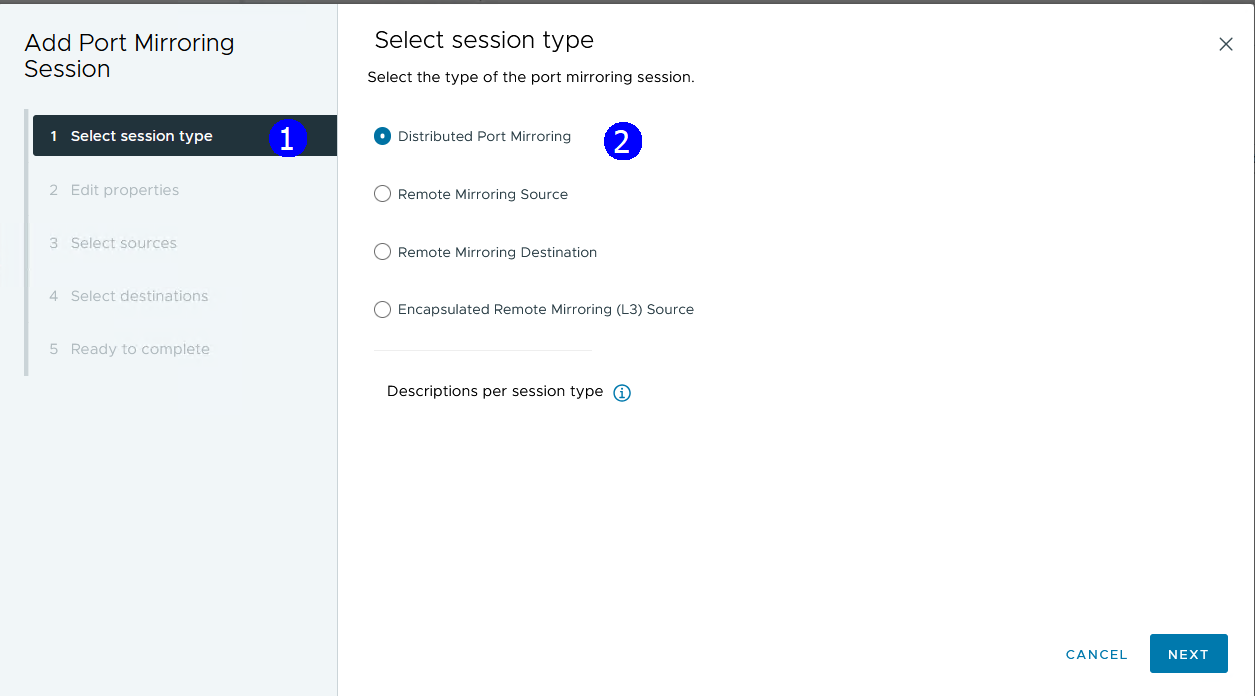 Add Port Mirroring
Session
1 Select session type 1
2 Edit properties
3 Select sources
4 Select destinations
5 Ready to complete
Select session type
Select the type of the port mirroring session.
Distributed Port Mirroring 2
Remote Mirroring Source
Remote Mirroring Destination
Encapsulated Remote Mirroring (L3) Source
Descriptions per session type
CANCEL NEXT